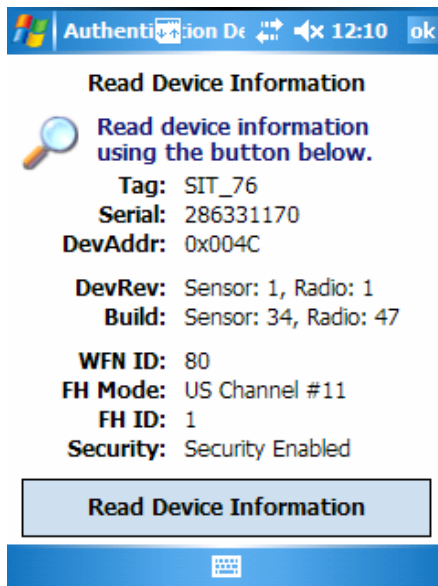 Authenti ion De 12:10 ok
Read Device Information
Read device information
using the button below.
Tag: SIT_76
Serial: 286331170
DevAddr: 0x004C
DevRev: Sensor: 1, Radio: 1
Build: Sensor: 34, Radio: 47
WFN ID: 80
FH Mode: US Channel #11
FH ID: 1
Security: Security Enabled
Read Device Information